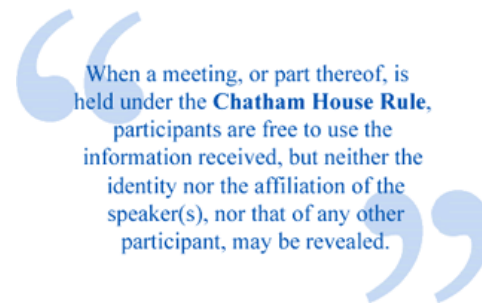 When a meeting, or part thereof, is
held under the Chatham House Rule,
participants are free to use the
information received, but neither the
identity nor the affiliation of the
speaker(s), nor that of any other
participant, may be revealed.